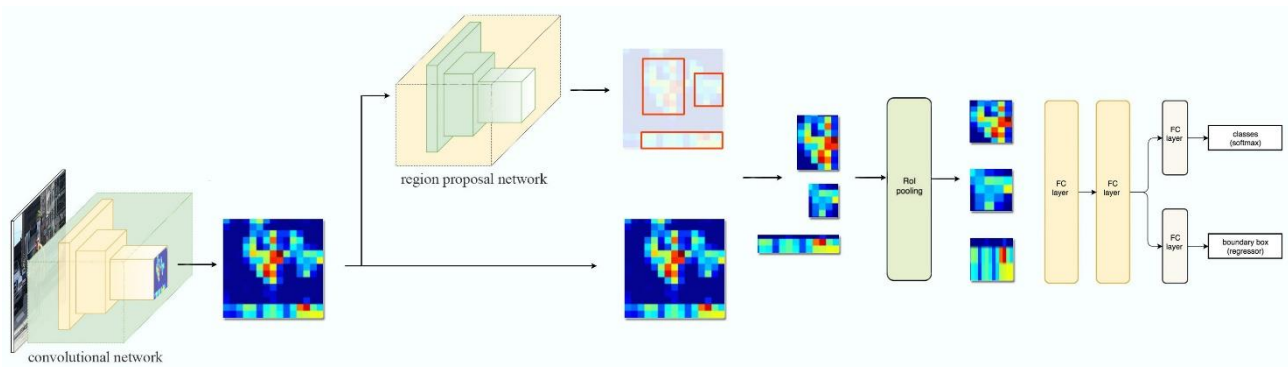 convolutional network
region proposal network
RoI
pooling
FC
layer
FC
layer
FC
layer
classes
(softmax)
FC
layer
boundary box
(regressor)